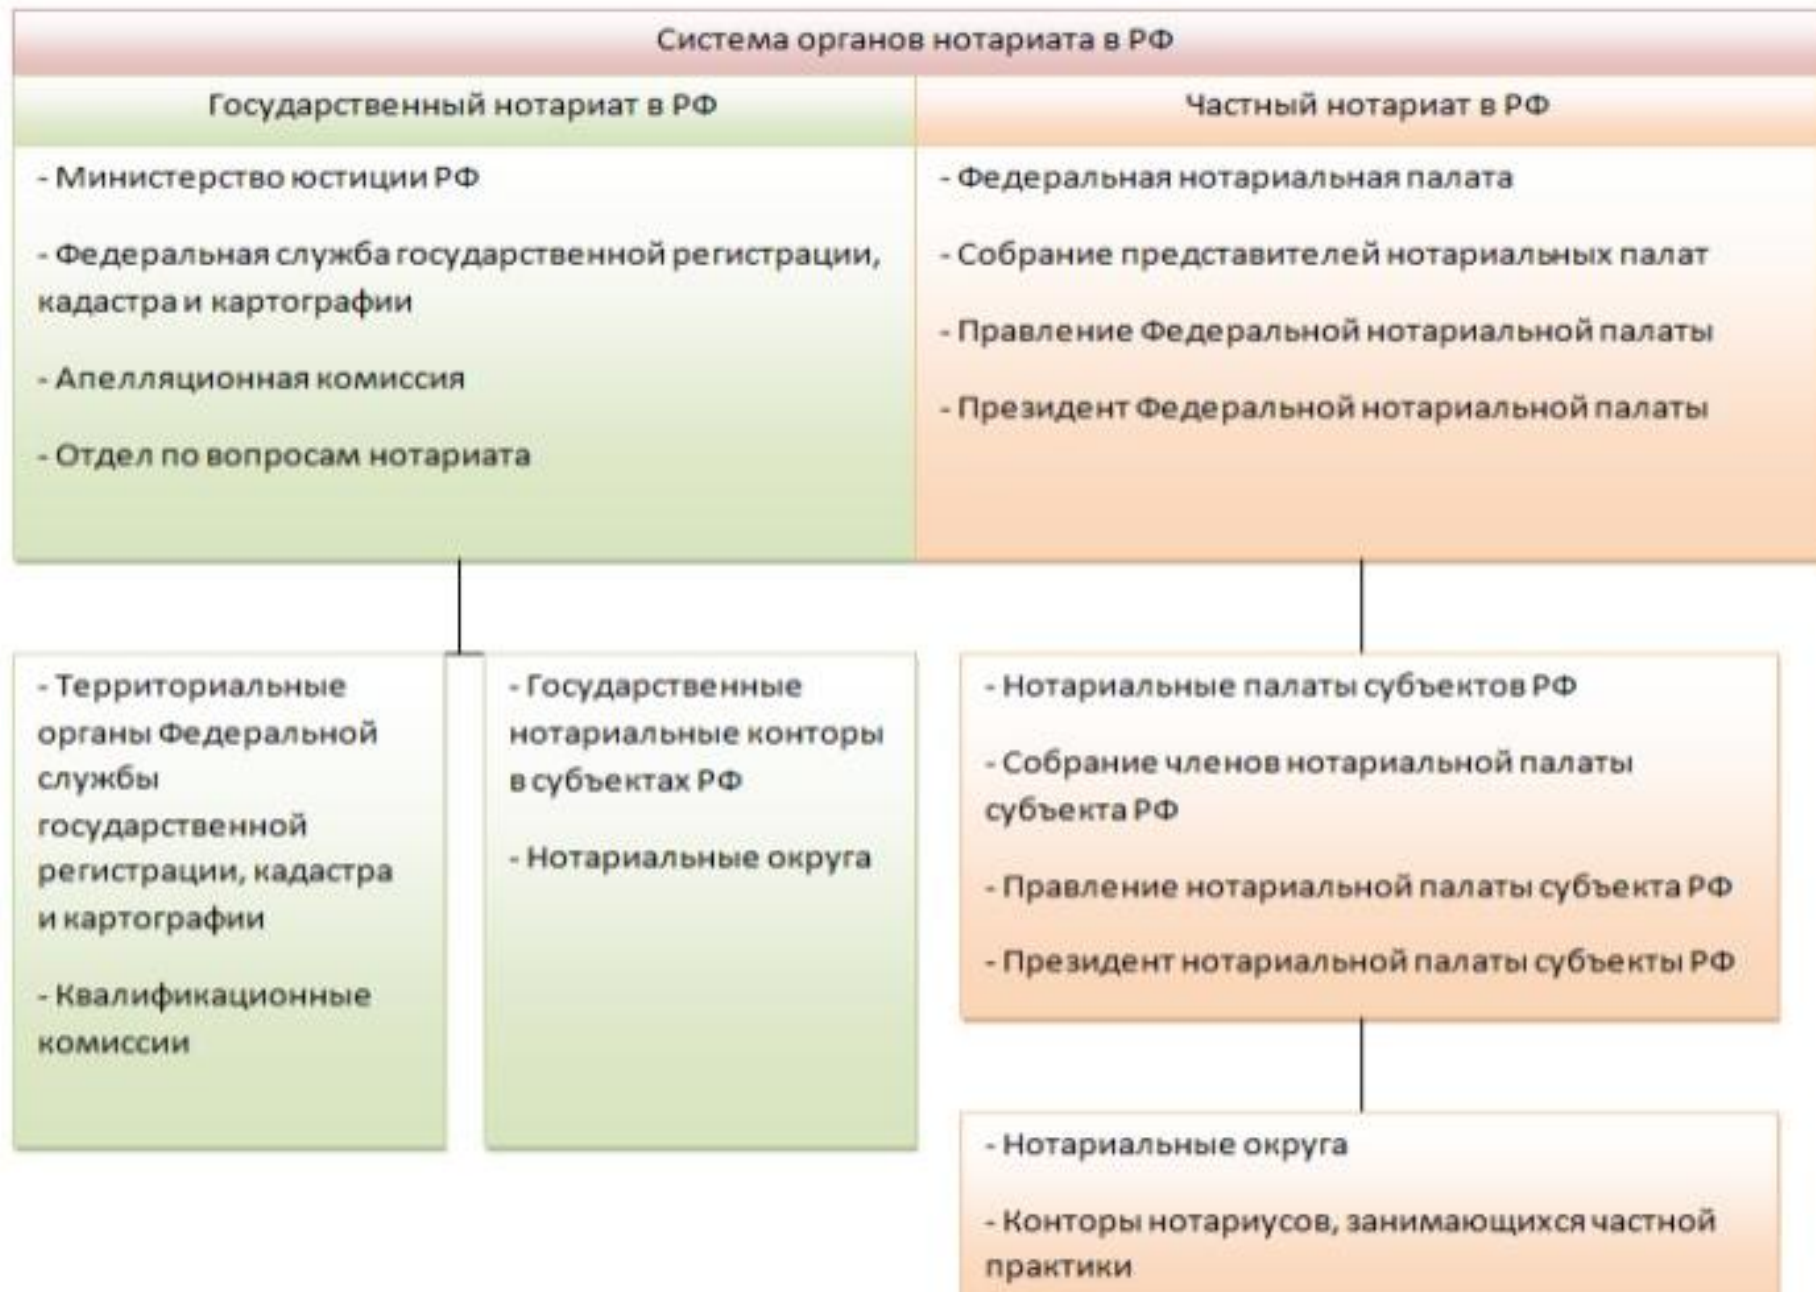 Система органов нотариата в РФ
Государственный нотариат в РФ
- Министерство юстиции РФ
- Федеральная служба государственной регистрации,
кадастра и картографии
- Апелляционная комиссия
- Отдел по вопросам нотариата
Частный нотариат в РФ
- Федеральная нотариальная палата
- Собрание представителей нотариальных палат
- Правление Федеральной нотариальной палаты
- Президент Федеральной нотариальной палаты
- Территориальные
органы Федеральной
службы
государственной
регистрации, кадастра
и картографии
- Квалификационные
комиссии
- Государственные
нотариальные конторы
в субъектах РФ
- Нотариальные округа
- Нотариальные палаты субъектов РФ
- Собрание членов нотариальной палаты
субъекта РФ
- Правление нотариальной палаты субъекта РФ
- Президент нотариальной палаты субъекты РФ
- Нотариальные округа
- Конторы нотариусов, занимающихся частной
практики